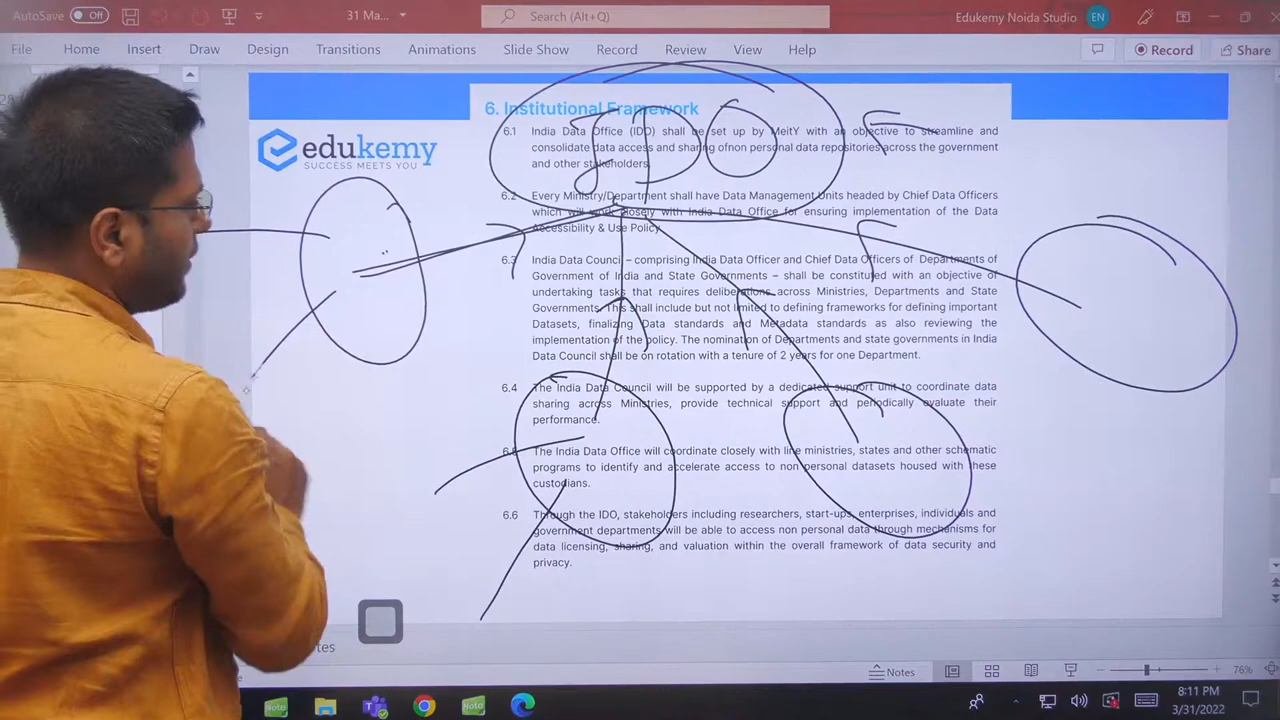 AutoSave Off 31 Ma... Search (Alt+Q) Edukemy Noida Studio EN
File Home Insert Draw Design Transitions Animations Slide Show Record Review View Help Record Share
6. Institutional Framework
edukemy
SUCCESS MEETS YOU
6.1 India Data Office (IDO) shall be set up by MeitY with an objective to streamline and
consolidate data access and sharing ofnon personal data repositories across the government
and other stakeholders.
6.2 Every Ministry/Department shall have Data Management Units headed by Chief Data Officers
which will work closely with India Data Office for ensuring implementation of the Data
Accessibility & Use Policy.
6.3 India Data Council – comprising India Data Officer and Chief Data Officers of Departments of
Government of India and State Governments – shall be constituted with an objective of
undertaking tasks that requires deliberations across Ministries, Departments and State
Governments. This shall include but not limited to defining frameworks for defining important
Datasets, finalizing Data standards and Metadata standards as also reviewing the
implementation of the policy. The nomination of Departments and state governments in India
Data Council shall be on rotation with a tenure of 2 years for one Department.
6.4 The India Data Council will be supported by a dedicated support unit to coordinate data
sharing across Ministries, provide technical support and periodically evaluate their
performance.
6.5 The India Data Office will coordinate closely with line ministries, states and other schematic
programs to identify and accelerate access to non personal datasets housed with these
custodians.
6.6 Through the IDO, stakeholders including researchers, start-ups, enterprises, individuals and
government departments will be able to access non personal data through mechanisms for
data licensing, sharing, and valuation within the overall framework of data security and
privacy.
IDO
tes
Notes 76%
8:11 PM
3/31/2022